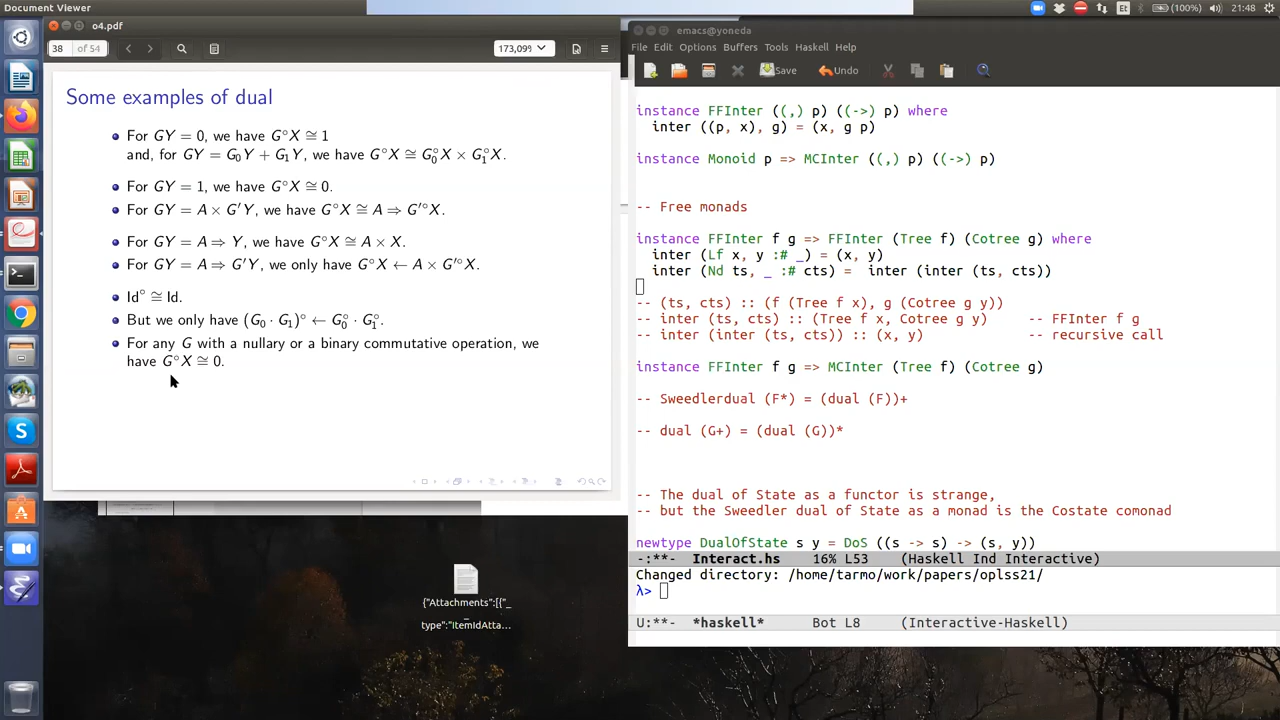 Document Viewer
Et
(100%)
21:48
o4.pdf
38 of 54
173,09%
Some examples of dual
For GY = 0, we have G°X ≅ 1
and, for GY = G₀Y + G₁Y, we have G°X ≅ G₀°X × G₁°X.
For GY = 1, we have G°X ≅ 0.
For GY = A × G′Y, we have G°X ≅ A ⇒ G′°X.
For GY = A ⇒ Y, we have G°X ≅ A × X.
For GY = A ⇒ G′Y, we only have G°X ← A × G′°X.
Id° ≅ Id.
But we only have (G₀ · G₁)° ← G₀° · G₁°.
For any G with a nullary or a binary commutative operation, we
have G°X ≅ 0.
{"Attachments":[{"_
type":"ItemIdAtta...
emacs@yoneda
File Edit Options Buffers Tools Haskell Help
Save Undo
instance FFInter ((,) p) ((->) p) where
inter ((p, x), g) = (x, g p)
instance Monoid p => MCInter ((,) p) ((->) p)
-- Free monads
instance FFInter f g => FFInter (Tree f) (Cotree g) where
inter (Lf x, y :# _) = (x, y)
inter (Nd ts, _ :# cts) =  inter (inter (ts, cts))
-- (ts, cts) :: (f (Tree f x), g (Cotree g y))
-- inter (ts, cts) :: (Tree f x, Cotree g y)     -- FFInter f g
-- inter (inter (ts, cts)) :: (x, y)             -- recursive call
instance FFInter f g => MCInter (Tree f) (Cotree g)
-- Sweedlerdual (F*) = (dual (F))+
-- dual (G+) = (dual (G))*
-- The dual of State as a functor is strange,
-- but the Sweedler dual of State as a monad is the Costate comonad
newtype DualOfState s y = DoS ((s -> s) -> (s, y))
-:**-  Interact.hs    16% L53    (Haskell Ind Interactive)
Changed directory: /home/tarmo/work/papers/oplss21/
λ>
U:**-  *haskell*      Bot L8     (Interactive-Haskell)